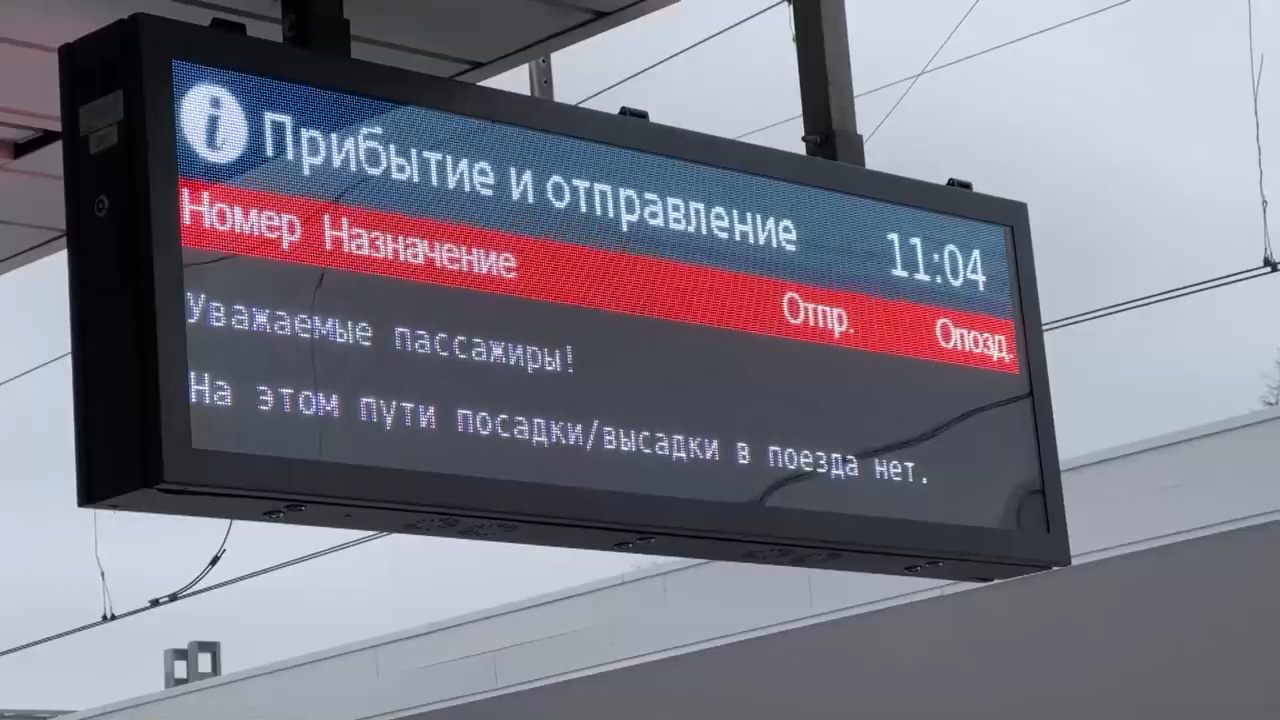 i Прибытие и отправление 11:04
Номер Назначение Отпр. Опозд.
Уважаемые пассажиры!
На этом пути посадки/высадки в поезда нет.